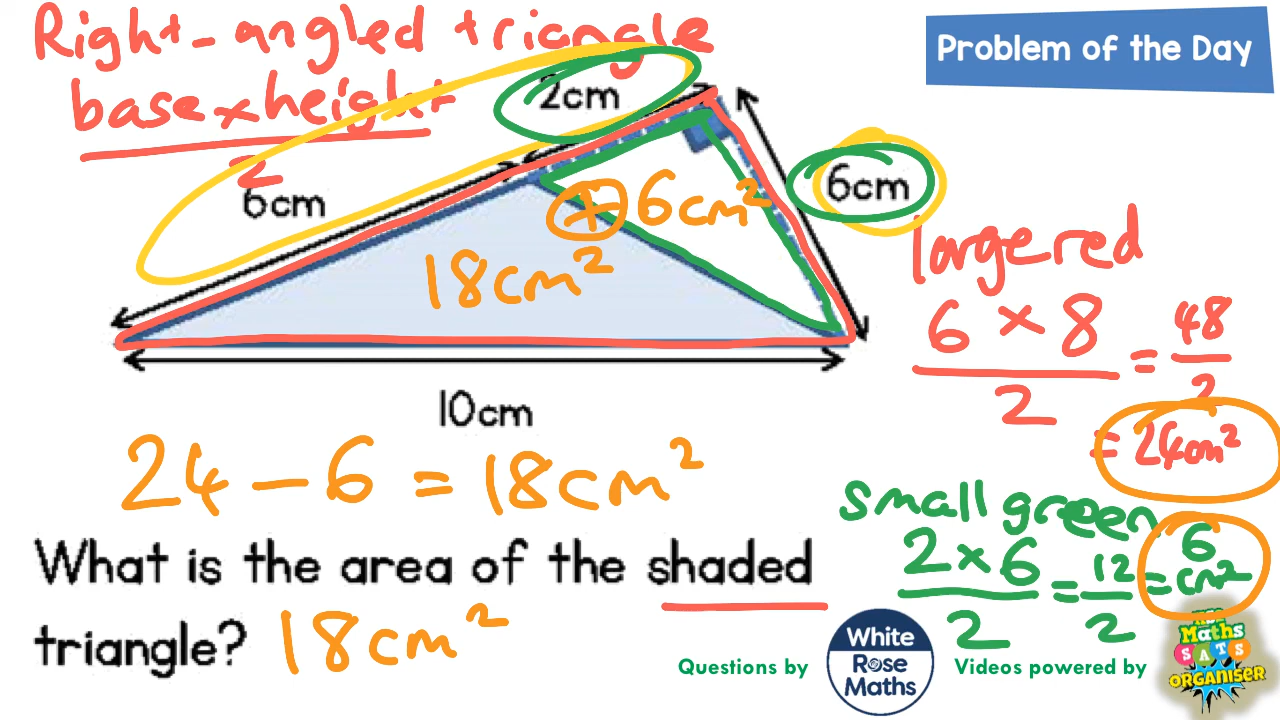 Right-angled triangle
base x height
2
Problem of the Day
2cm
6cm
6cm
+ 6cm²
18cm²
10cm
large red
6 × 8
2
= 48
2
= 24cm²
24 - 6 = 18cm²
small green
2 × 6
2
= 12
2
= 6
cm²
What is the area of the shaded
triangle? 18cm²
Questions by
White
Rose
Maths
Videos powered by
Maths
SATS
ORGANISER